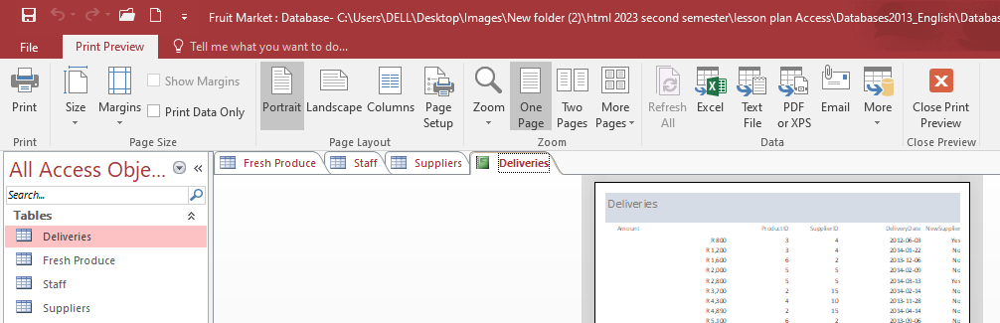 Fruit Market : Database- C:\Users\DELL\Desktop\Images\New folder (2)\html 2023 second semester\lesson plan Access\Databases2013_English\Databas
File Print Preview Tell me what you want to do...
Print
Size
Margins
Show Margins
Print Data Only
Portrait
Landscape
Columns
Page Setup
Zoom
One Page
Two Pages
More Pages
Refresh All
Excel
Text File
PDF or XPS
Email
More
Close Print Preview
Print Page Size Page Layout Zoom Data Close Preview
All Access Obje...
Search...
Tables
Deliveries
Fresh Produce
Staff
Suppliers
Fresh Produce Staff Suppliers Deliveries
Deliveries
Amount ProductID SupplierID DeliveryDate NewSupplier
R 800 3 4 2012-06-03 Yes
R 1,200 3 4 2014-01-22 No
R 1,600 6 2 2013-12-06 No
R 2,000 5 5 2014-02-09 No
R 2,800 5 5 2014-03-13 Yes
R 3,700 2 15 2014-02-14 No
R 4,300 4 10 2013-11-28 No
R 4,890 2 15 2014-04-14 No
R 5,100 6 2 2013-09-06 No